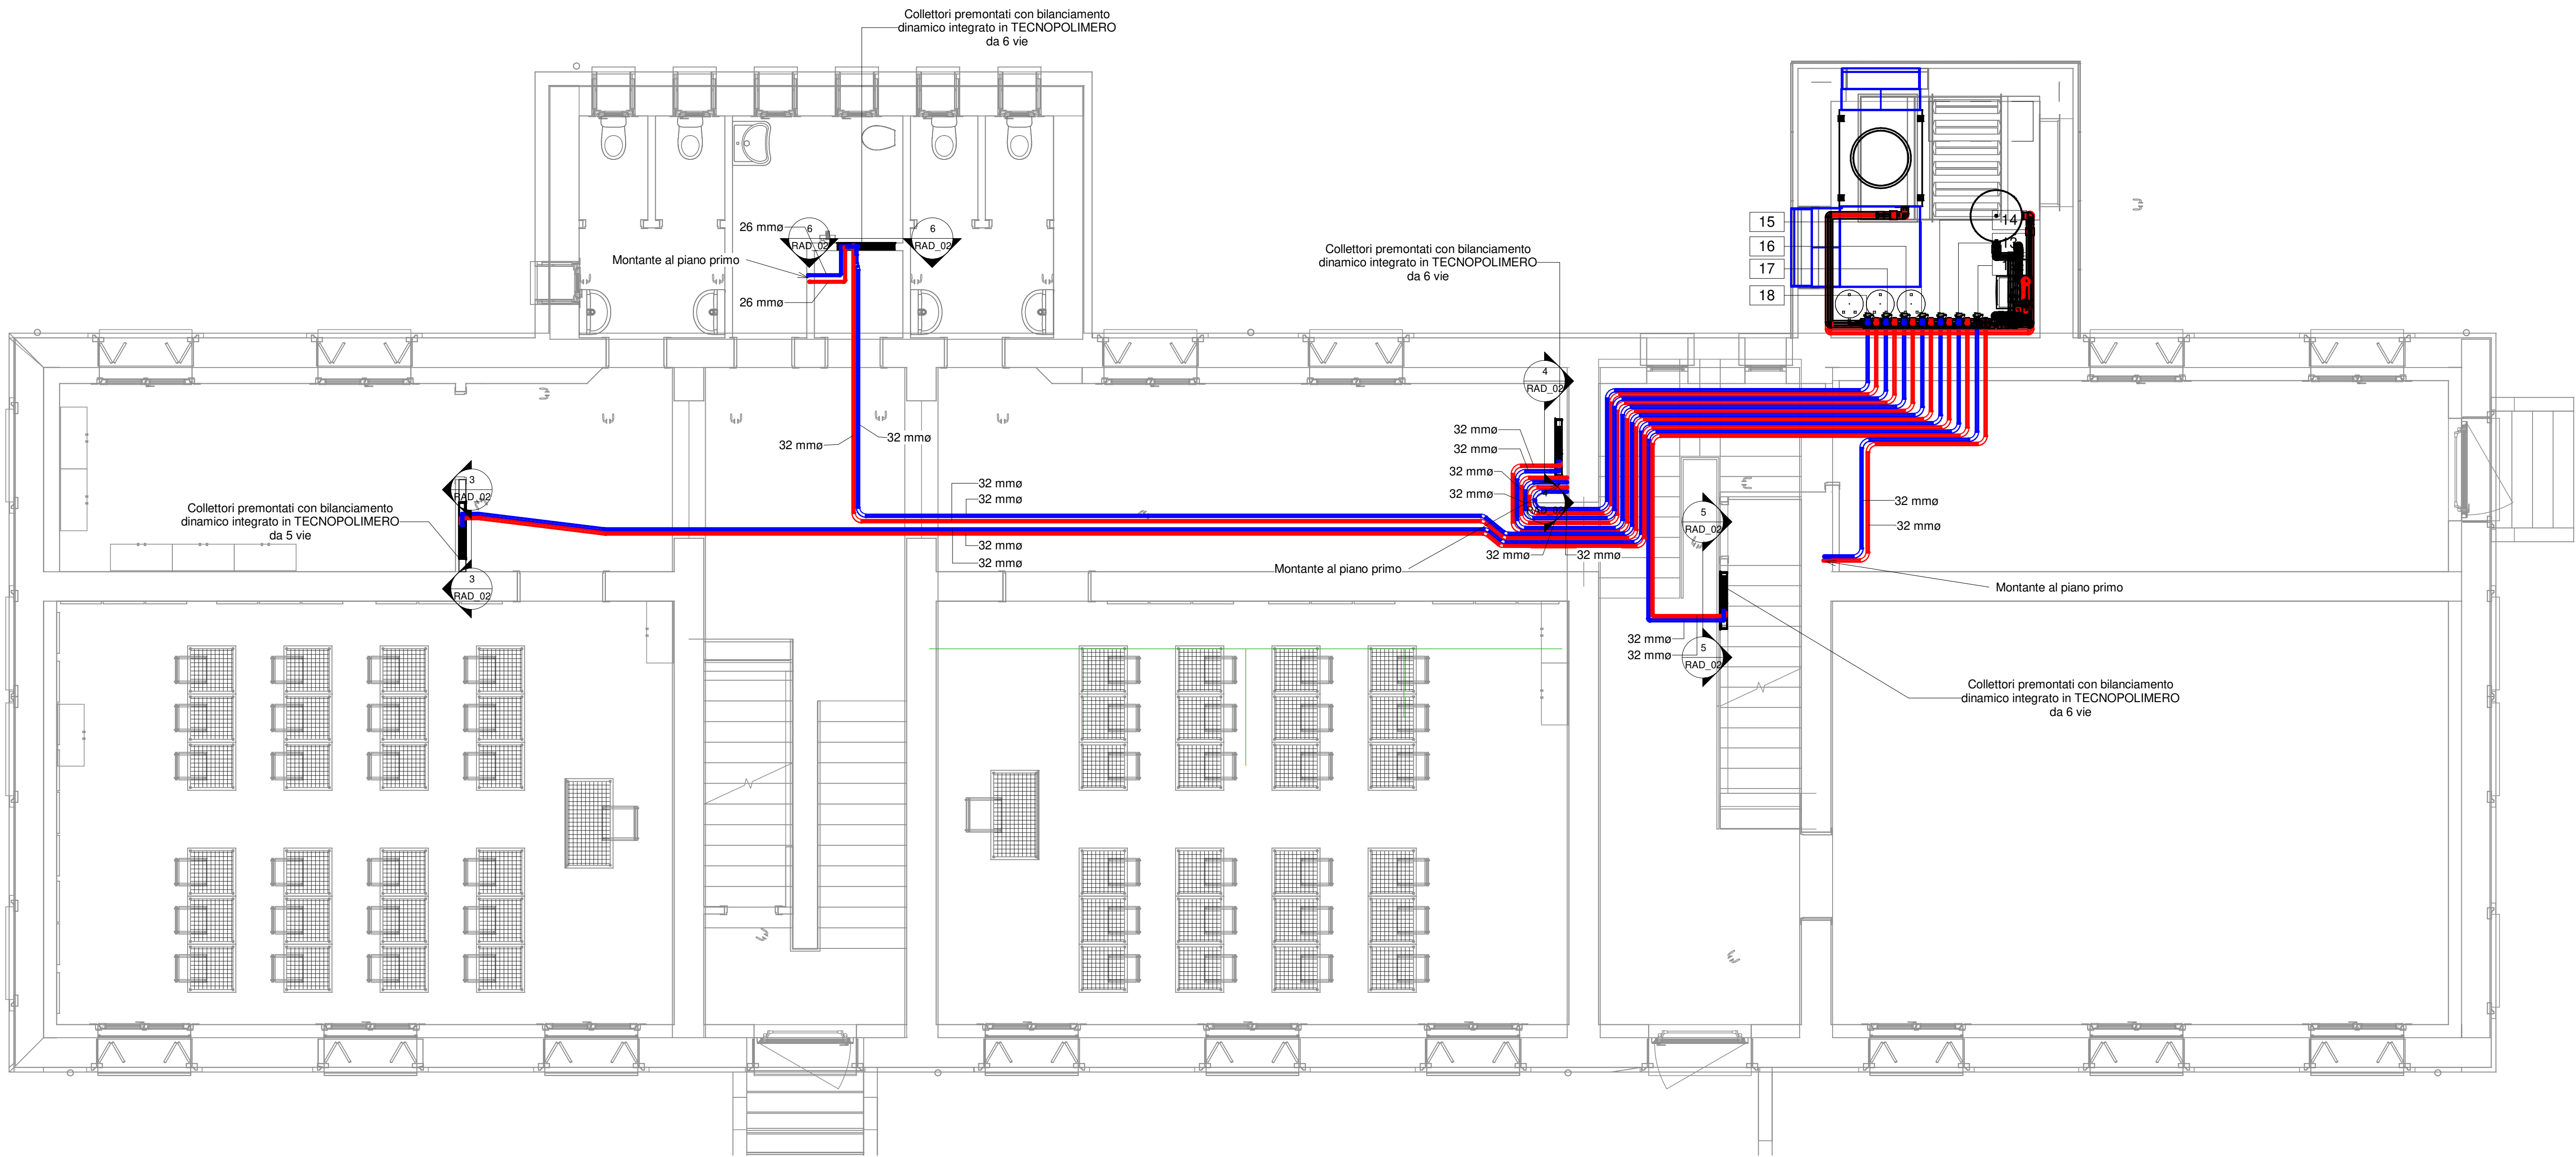 Collettori premontati con bilanciamento
dinamico integrato in TECNOPOLIMERO
da 6 vie
26 mmø
6
RAD_02
6
RAD_02
Montante al piano primo
26 mmø
Collettori premontati con bilanciamento
dinamico integrato in TECNOPOLIMERO
da 6 vie
15
16
17
18
14
13
4
RAD_02
32 mmø
32 mmø
32 mmø
32 mmø
32 mmø
32 mmø
4
RAD_02
3
RAD_02
Collettori premontati con bilanciamento
dinamico integrato in TECNOPOLIMERO
da 5 vie
3
RAD_02
32 mmø
32 mmø
32 mmø
32 mmø
32 mmø
32 mmø
Montante al piano primo
5
RAD_02
32 mmø
32 mmø
Montante al piano primo
32 mmø
32 mmø
5
RAD_02
Collettori premontati con bilanciamento
dinamico integrato in TECNOPOLIMERO
da 6 vie